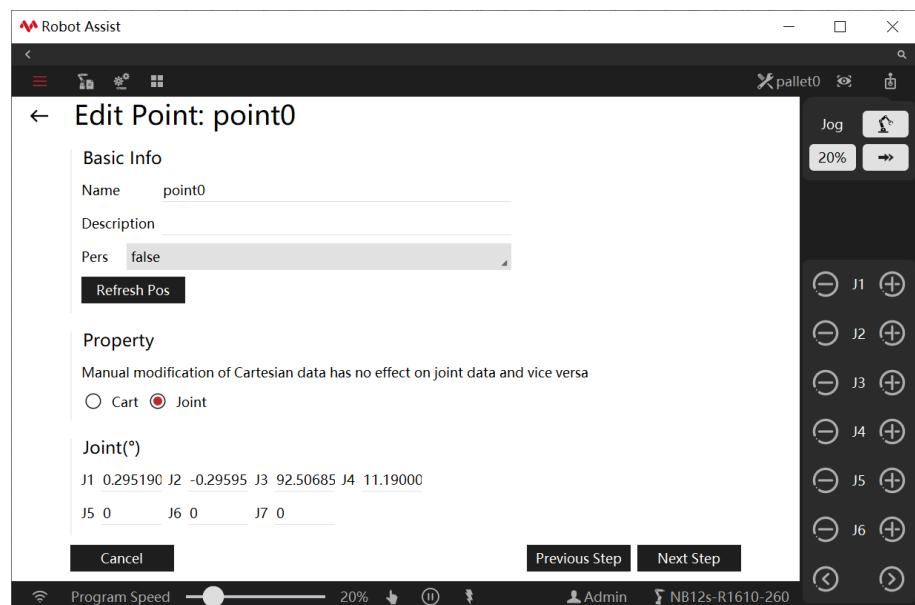 Robot Assist
pallet0
Edit Point: point0
Jog
20%
Basic Info
Name point0
Description
Pers false
Refresh Pos
J1
Property
J2
Manual modification of Cartesian data has no effect on joint data and vice versa
J3
Cart Joint
J4
Joint(°)
J1 0.295190 J2 -0.29595 J3 92.50685 J4 11.19000
J5
J5 0 J6 0 J7 0
J6
Cancel Previous Step Next Step
Program Speed 20% Admin NB12s-R1610-260